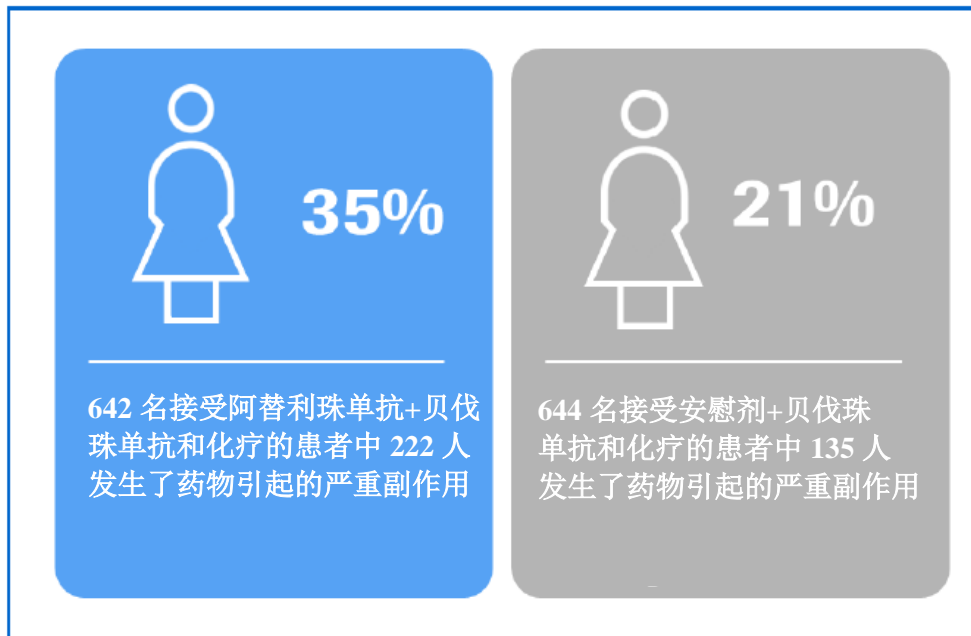 35%
642 名接受阿替利珠单抗+贝伐
珠单抗和化疗的患者中 222 人
发生了药物引起的严重副作用
21%
644 名接受安慰剂+贝伐珠
单抗和化疗的患者中 135 人
发生了药物引起的严重副作用